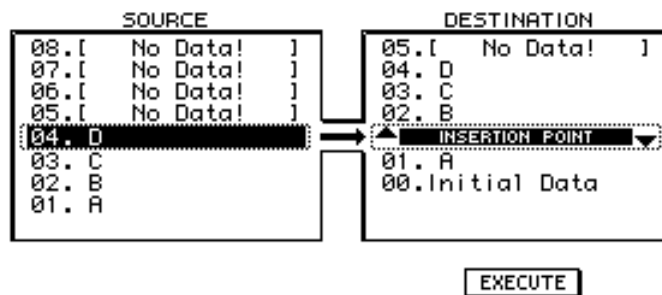 SOURCE
08.[ No Data! ]
07.[ No Data! ]
06.[ No Data! ]
05.[ No Data! ]
04. D
03. C
02. B
01. A
DESTINATION
05.[ No Data! ]
04. D
03. C
02. B
INSERTION POINT
01. A
00.Initial Data
EXECUTE